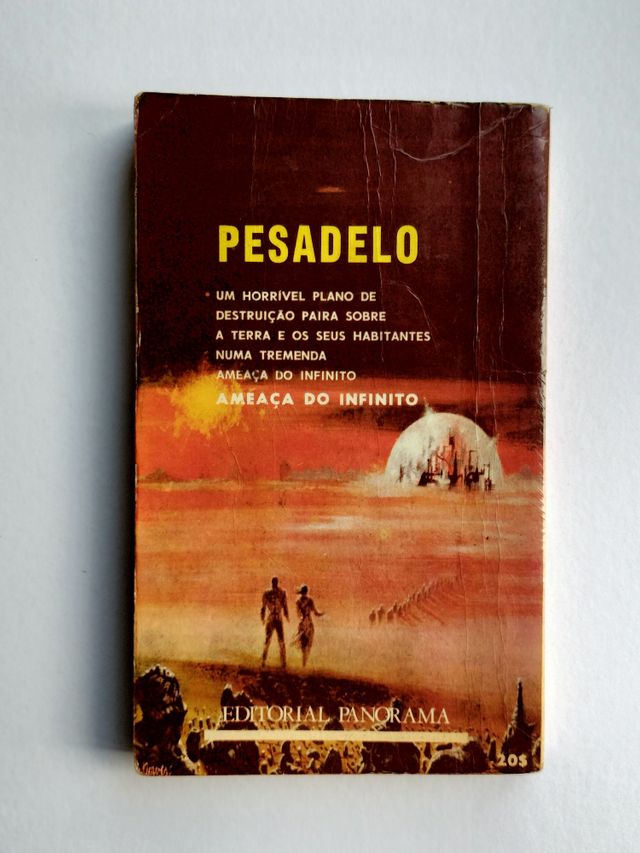 PESADELO
UM HORRÍVEL PLANO DE
DESTRUIÇÃO PAIRA SOBRE
A TERRA E OS SEUS HABITANTES
NUMA TREMENDA
AMEAÇA DO INFINITO
AMEAÇA DO INFINITO
EDITORIAL PANORAMA
20$